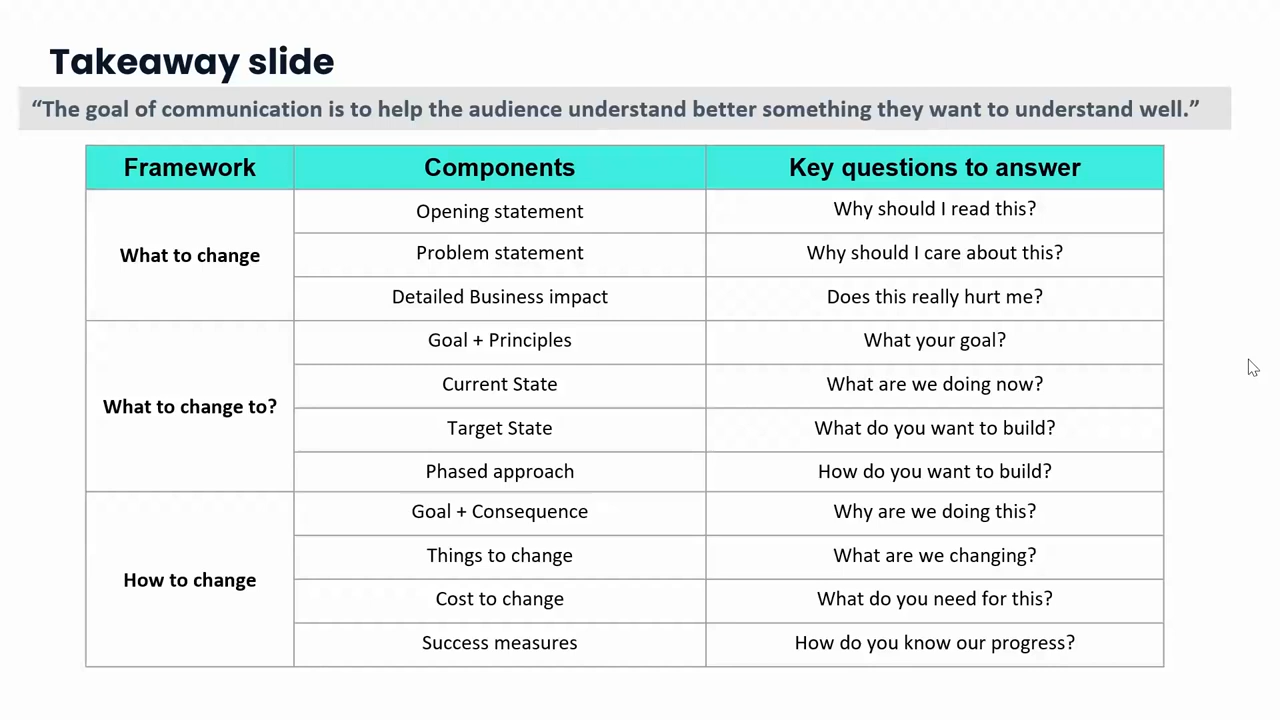 Takeaway slide
“The goal of communication is to help the audience understand better something they want to understand well.”
Framework Components Key questions to answer
What to change
Opening statement Why should I read this?
Problem statement Why should I care about this?
Detailed Business impact Does this really hurt me?
What to change to?
Goal + Principles What your goal?
Current State What are we doing now?
Target State What do you want to build?
Phased approach How do you want to build?
How to change
Goal + Consequence Why are we doing this?
Things to change What are we changing?
Cost to change What do you need for this?
Success measures How do you know our progress?